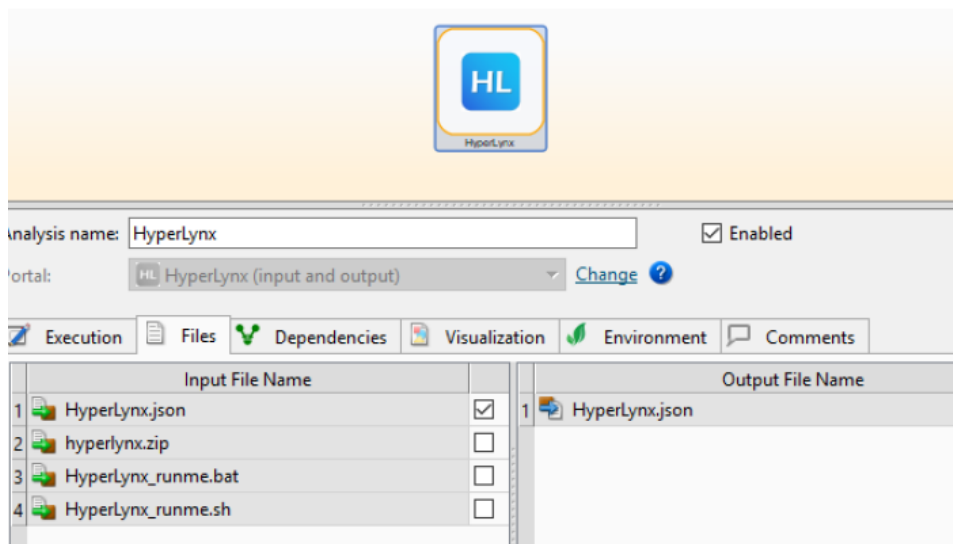 HL
HyperLynx
Analysis name: HyperLynx Enabled
Portal: HL HyperLynx (input and output) Change ?
Execution Files Dependencies Visualization Environment Comments
Input File Name Output File Name
1 HyperLynx.json 1 HyperLynx.json
2 hyperlynx.zip
3 HyperLynx_runme.bat
4 HyperLynx_runme.sh